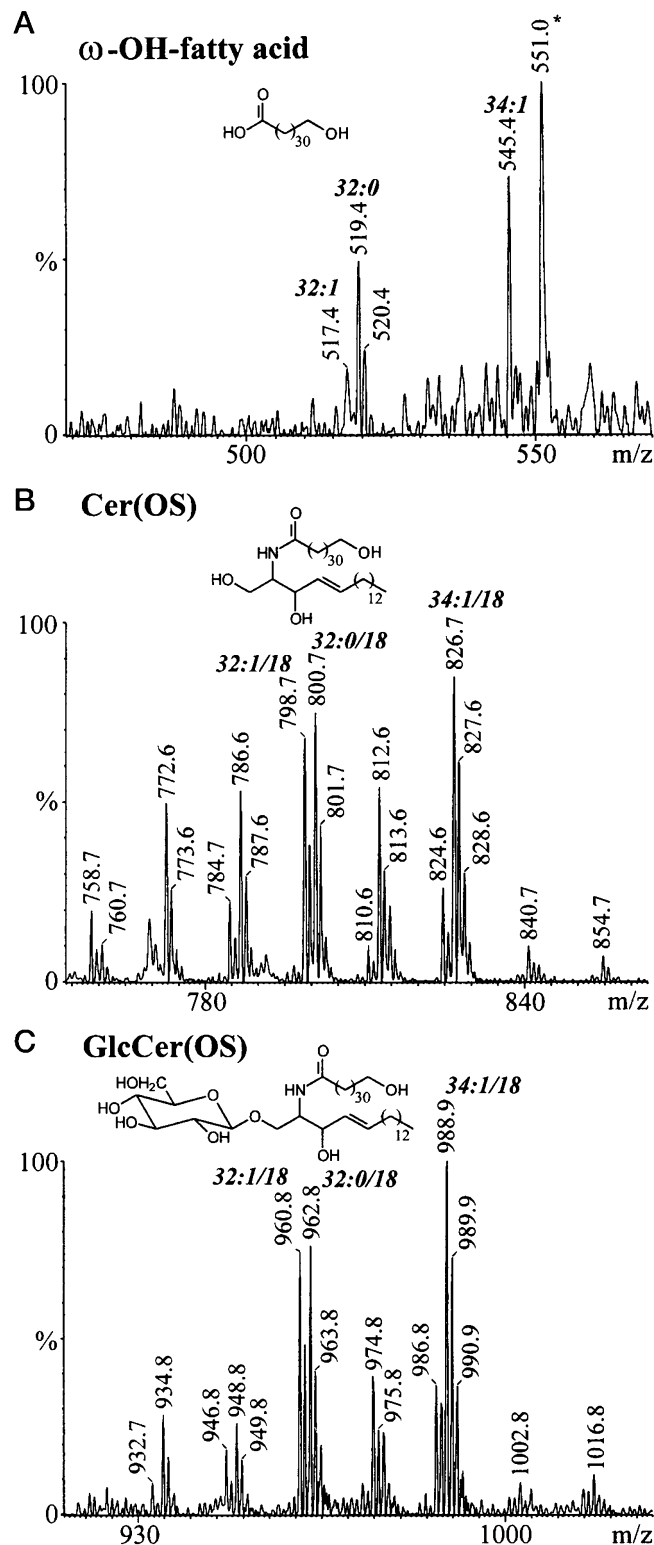 A
ω-OH-fatty acid
551.0 *
100
O
HO
30
OH
34:1
545.4
32:0
519.4
%
32:1
517.4
520.4
0
500
550
m/z
B
Cer(OS)
O
HN
30
OH
HO
12
OH
100
34:1/18
826.7
32:0/18
32:1/18
798.7
800.7
827.6
772.6
786.6
812.6
%
801.7
773.6
784.7
787.6
813.6
824.6
828.6
758.7
760.7
810.6
840.7
854.7
0
780
840
m/z
C
GlcCer(OS)
O
HOH2C
HN
30
OH
HO
O
HO
O
12
OH
OH
34:1/18
988.9
100
32:1/18
32:0/18
960.8
962.8
989.9
%
963.8
974.8
986.8
990.9
934.8
946.8
948.8
975.8
932.7
949.8
1002.8
1016.8
0
930
1000
m/z